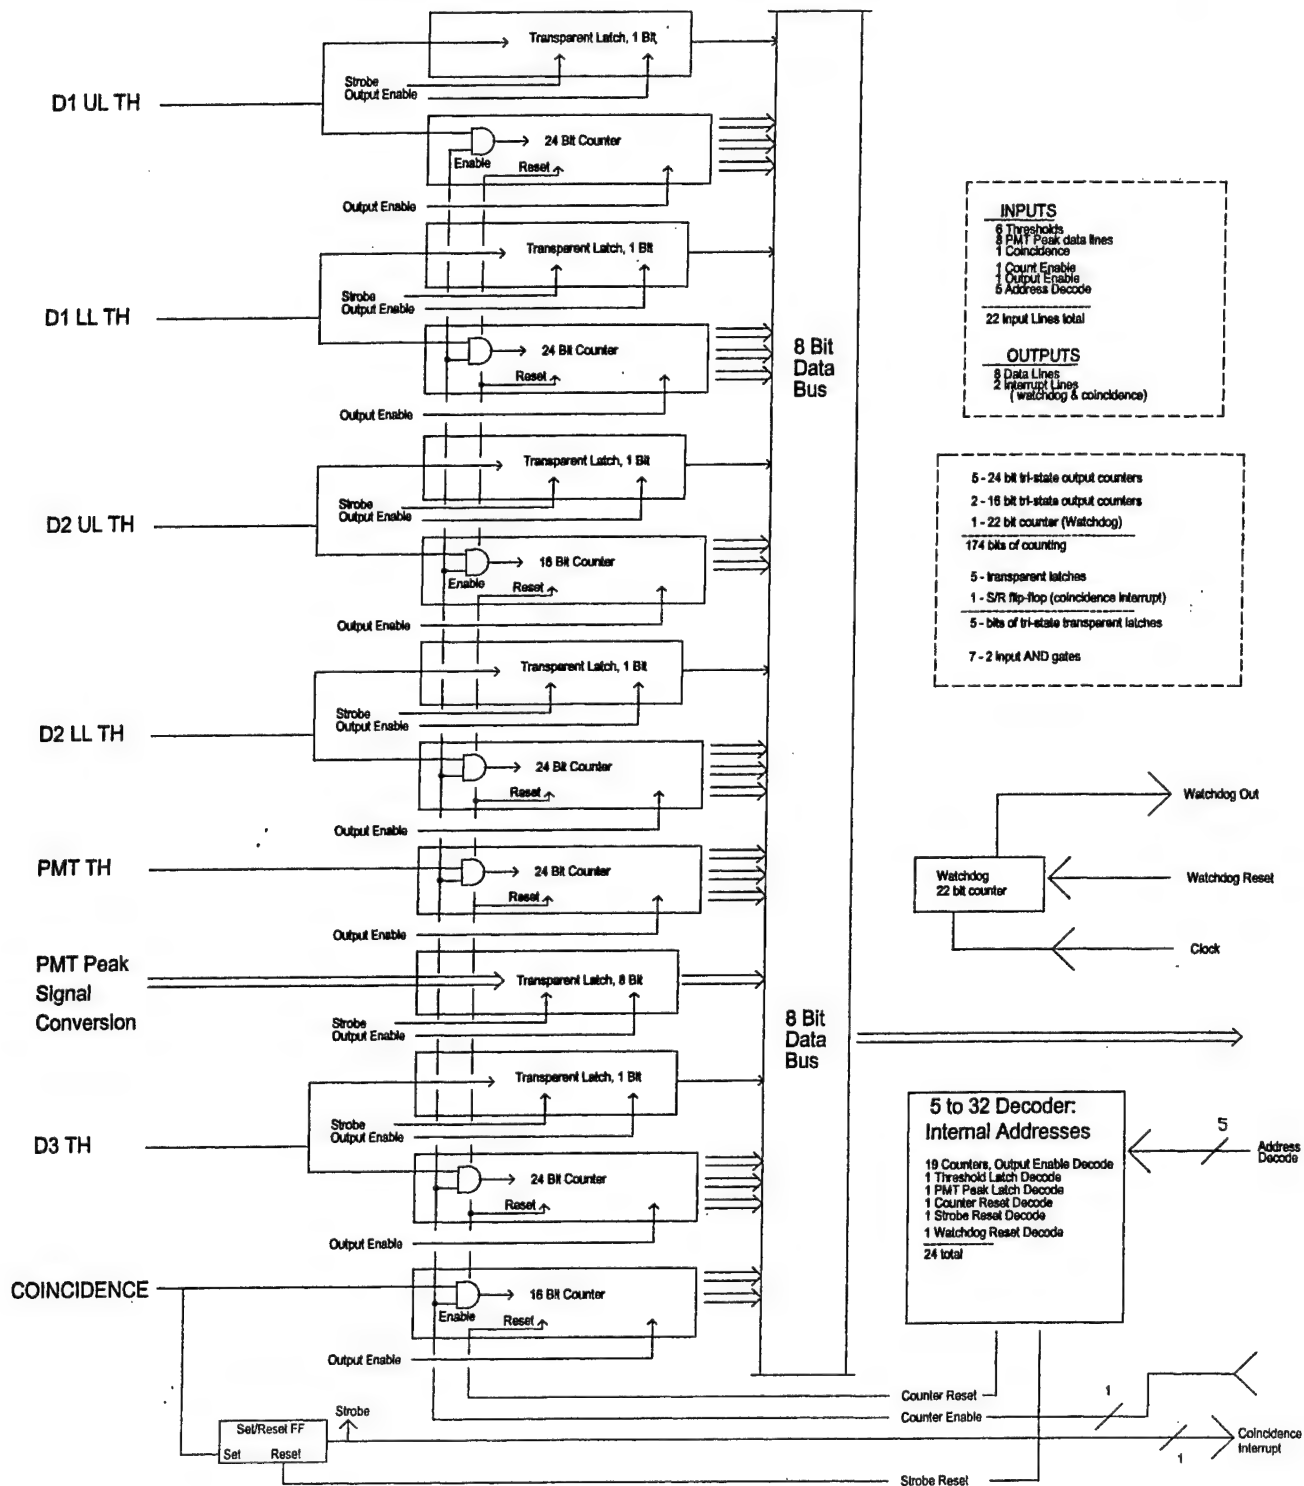 Transparent Latch, 1 Bit
Strobe
Output Enable
D1 UL TH
24 Bit Counter
Enable
Reset
Output Enable
Transparent Latch, 1 Bit
Strobe
Output Enable
D1 LL TH
24 Bit Counter
Reset
Output Enable
Transparent Latch, 1 Bit
Strobe
Output Enable
D2 UL TH
16 Bit Counter
Enable
Reset
Output Enable
Transparent Latch, 1 Bit
Strobe
Output Enable
D2 LL TH
24 Bit Counter
Reset
Output Enable
PMT TH
24 Bit Counter
Reset
Output Enable
PMT Peak
Signal
Conversion
Transparent Latch, 8 Bit
Strobe
Output Enable
Transparent Latch, 1 Bit
Strobe
Output Enable
D3 TH
24 Bit Counter
Reset
Output Enable
COINCIDENCE
16 Bit Counter
Enable
Reset
Output Enable
Strobe
Set/Reset FF
Set Reset
8 Bit
Data
Bus
8 Bit
Data
Bus
INPUTS
6 Thresholds
8 PMT Peak data lines
1 Coincidence
1 Count Enable
1 Output Enable
5 Address Decode
22 Input Lines total
OUTPUTS
8 Data Lines
2 Interrupt Lines
( watchdog & coincidence)
5 - 24 bit tri-state output counters
2 - 16 bit tri-state output counters
1 - 22 bit counter (Watchdog)
174 bits of counting
5 - transparent latches
1 - S/R flip-flop (coincidence interrupt)
5 - bits of tri-state transparent latches
7 - 2 input AND gates
Watchdog Out
Watchdog
22 bit counter
Watchdog Reset
Clock
5 to 32 Decoder:
Internal Addresses
19 Counters, Output Enable Decode
1 Threshold Latch Decode
1 PMT Peak Latch Decode
1 Counter Reset Decode
1 Strobe Reset Decode
1 Watchdog Reset Decode
24 total
5
Address
Decode
Counter Reset
Counter Enable
1
Coincidence
Interrupt
1
Strobe Reset